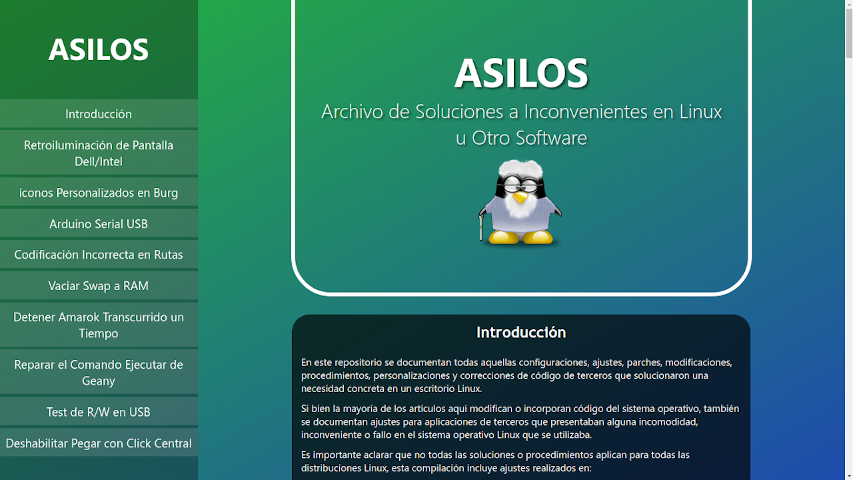 ASILOS
Introducción
Retroiluminación de Pantalla
Dell/Intel
iconos Personalizados en Burg
Arduino Serial USB
Codificación Incorrecta en Rutas
Vaciar Swap a RAM
Detener Amarok Transcurrido un
Tiempo
Reparar el Comando Ejecutar de
Geany
Test de R/W en USB
Deshabilitar Pegar con Click Central
ASILOS
Archivo de Soluciones a Inconvenientes en Linux
u Otro Software
Introducción
En este repositorio se documentan todas aquellas configuraciones, ajustes, parches, modificaciones,
procedimientos, personalizaciones y correcciones de código de terceros que solucionaron una
necesidad concreta en un escritorio Linux.
Si bien la mayoría de los artículos aquí modifican o incorporan código del sistema operativo, también
se documentan ajustes para aplicaciones de terceros que presentaban alguna incomodidad,
inconveniente o fallo en el sistema operativo Linux que se utilizaba.
Es importante aclarar que no todas las soluciones o procedimientos aplican para todas las
distribuciones Linux, esta compilación incluye ajustes realizados en: